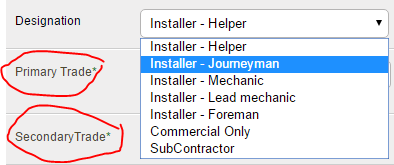 Designation Installer - Helper
Installer - Helper
Installer - Journeyman
Primary Trade*
Installer - Mechanic
Installer - Lead mechanic
Installer - Foreman
SecondaryTrade*
Commercial Only
SubContractor